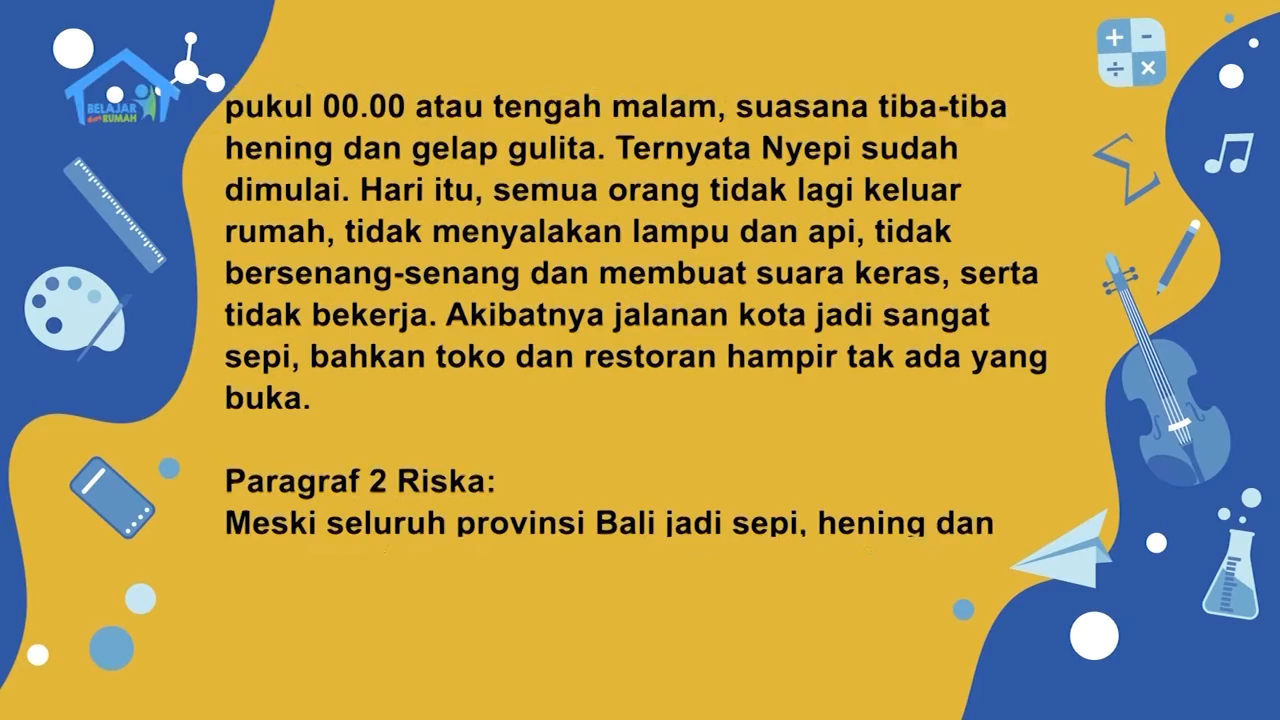 BELAJAR
dari RUMAH
pukul 00.00 atau tengah malam, suasana tiba-tiba
hening dan gelap gulita. Ternyata Nyepi sudah
dimulai. Hari itu, semua orang tidak lagi keluar
rumah, tidak menyalakan lampu dan api, tidak
bersenang-senang dan membuat suara keras, serta
tidak bekerja. Akibatnya jalanan kota jadi sangat
sepi, bahkan toko dan restoran hampir tak ada yang
buka.
Paragraf 2 Riska:
Meski seluruh provinsi Bali jadi sepi, hening dan